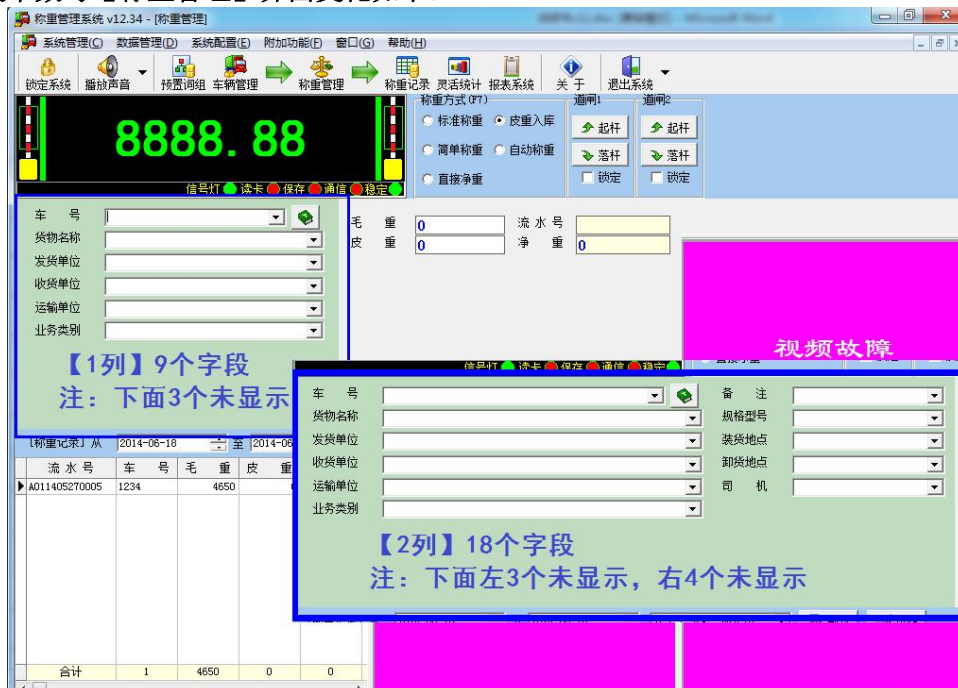 称重管理系统 v12.34 - [称重管理]
系统管理(C) 数据管理(D) 系统配置(E) 附加功能(F) 窗口(G) 帮助(H)
锁定系统 播放声音 预置词组 车辆管理 称重管理 称重记录 灵活统计 报表系统 关于 退出系统
称重方式(F7) 道闸1 道闸2
8888.88
标准称重 皮重入库 起杆 起杆
简单称重 自动称重 落杆 落杆
直接净重 锁定 锁定
信号灯 读卡 保存 通信 稳定
车 号 毛 重 0 流水号
货物名称 皮 重 0 净 重 0
发货单位
收货单位
运输单位
业务类别
视频故障
【1列】9个字段
注：下面3个未显示
车 号 备 注
货物名称 规格型号
发货单位 装货地点
收货单位 卸货地点
运输单位 司 机
业务类别
【2列】18个字段
注：下面左3个未显示，右4个未显示
[称重记录] 从 2014-06-18 至 2014-06
流水号 车 号 毛 重 皮 重
A011405270005 1234 4650
合计 1 4650 0 0